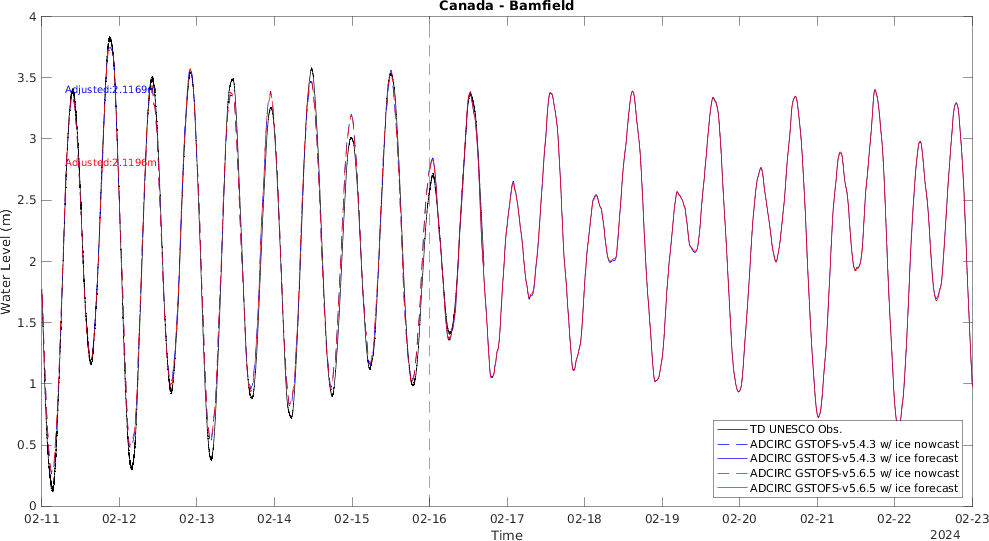 Canada - Bamfield
4
3.5
3
2.5
2
1.5
1
0.5
0
Water Level (m)
Adjusted:2.1169m
Adjusted:2.1196m
TD UNESCO Obs.
ADCIRC GSTOFS-v5.4.3 w/ ice nowcast
ADCIRC GSTOFS-v5.4.3 w/ ice forecast
ADCIRC GSTOFS-v5.6.5 w/ ice nowcast
ADCIRC GSTOFS-v5.6.5 w/ ice forecast
02-11 02-12 02-13 02-14 02-15 02-16 02-17 02-18 02-19 02-20 02-21 02-22 02-23
Time
2024